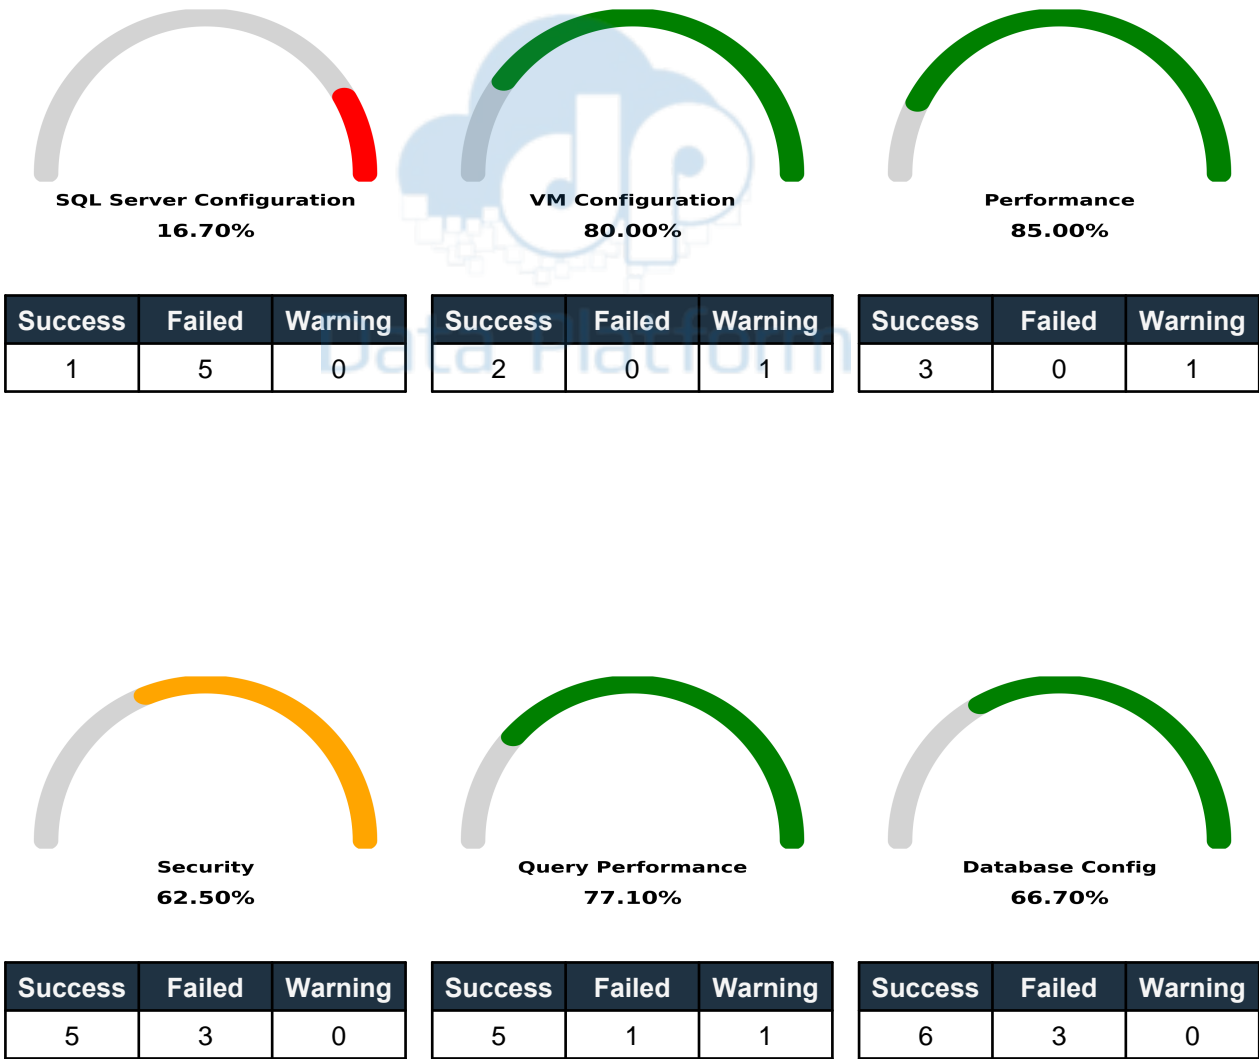 SQL Server Configuration
16.70%
VM Configuration
80.00%
Performance
85.00%
Success Failed Warning
1 5 0
Success Failed Warning
2 0 1
Success Failed Warning
3 0 1
dp
Data Platform
Security
62.50%
Query Performance
77.10%
Database Config
66.70%
Success Failed Warning
5 3 0
Success Failed Warning
5 1 1
Success Failed Warning
6 3 0